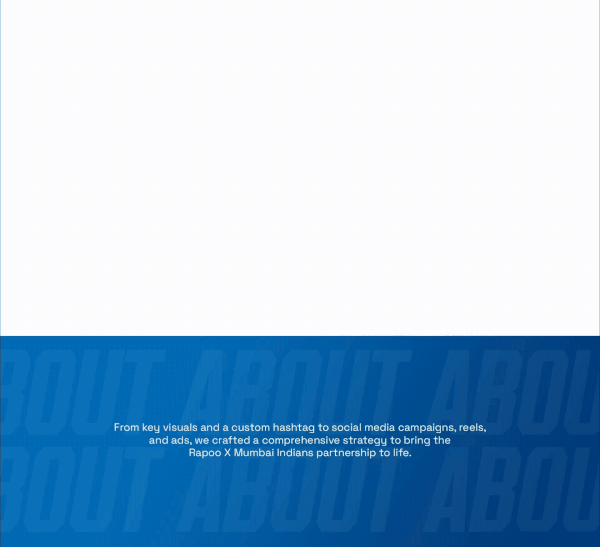 BOUT ABOUT ABOU
From key visuals and a custom hashtag to social media campaigns, reels,
and ads, we crafted a comprehensive strategy to bring the
Rapoo X Mumbai Indians partnership to life.
BOUT ABOUT ABOU